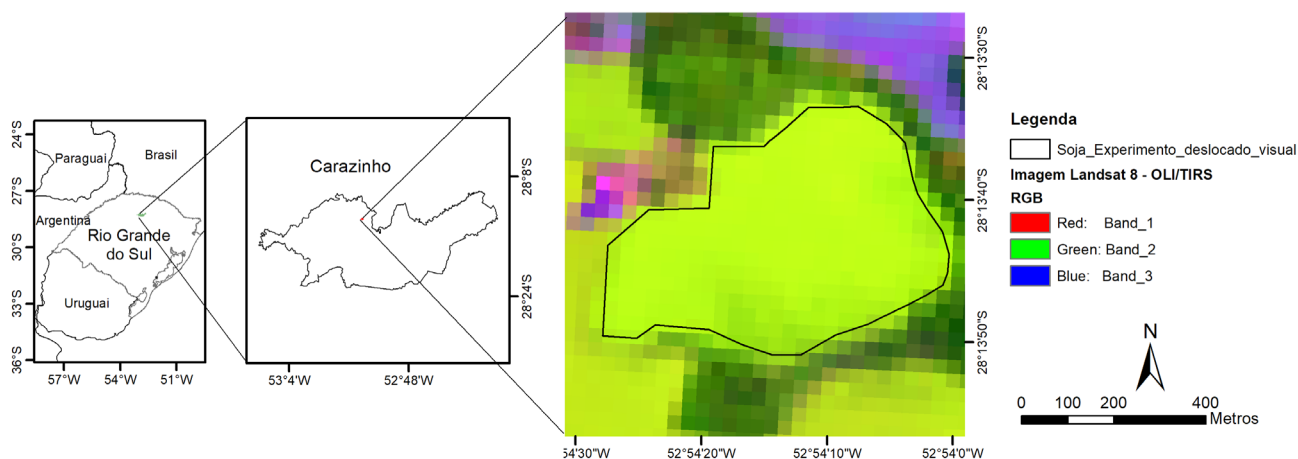 24°S
27°S
30°S
33°S
36°S
Paraguai
Brasil
Argentina
Rio Grande
do Sul
Uruguai
57°W
54°W
51°W
Carazinho
28°8'S
28°24'S
53°4'W
52°48'W
28°13'30"S
28°13'40"S
28°13'50"S
54'30"W
52°54'20"W
52°54'10"W
52°54'0"W
Legenda
Soja_Experimento_deslocado_visual
Imagem Landsat 8 - OLI/TIRS
RGB
Red: Band_1
Green: Band_2
Blue: Band_3
N
0 100 200 400
Metros